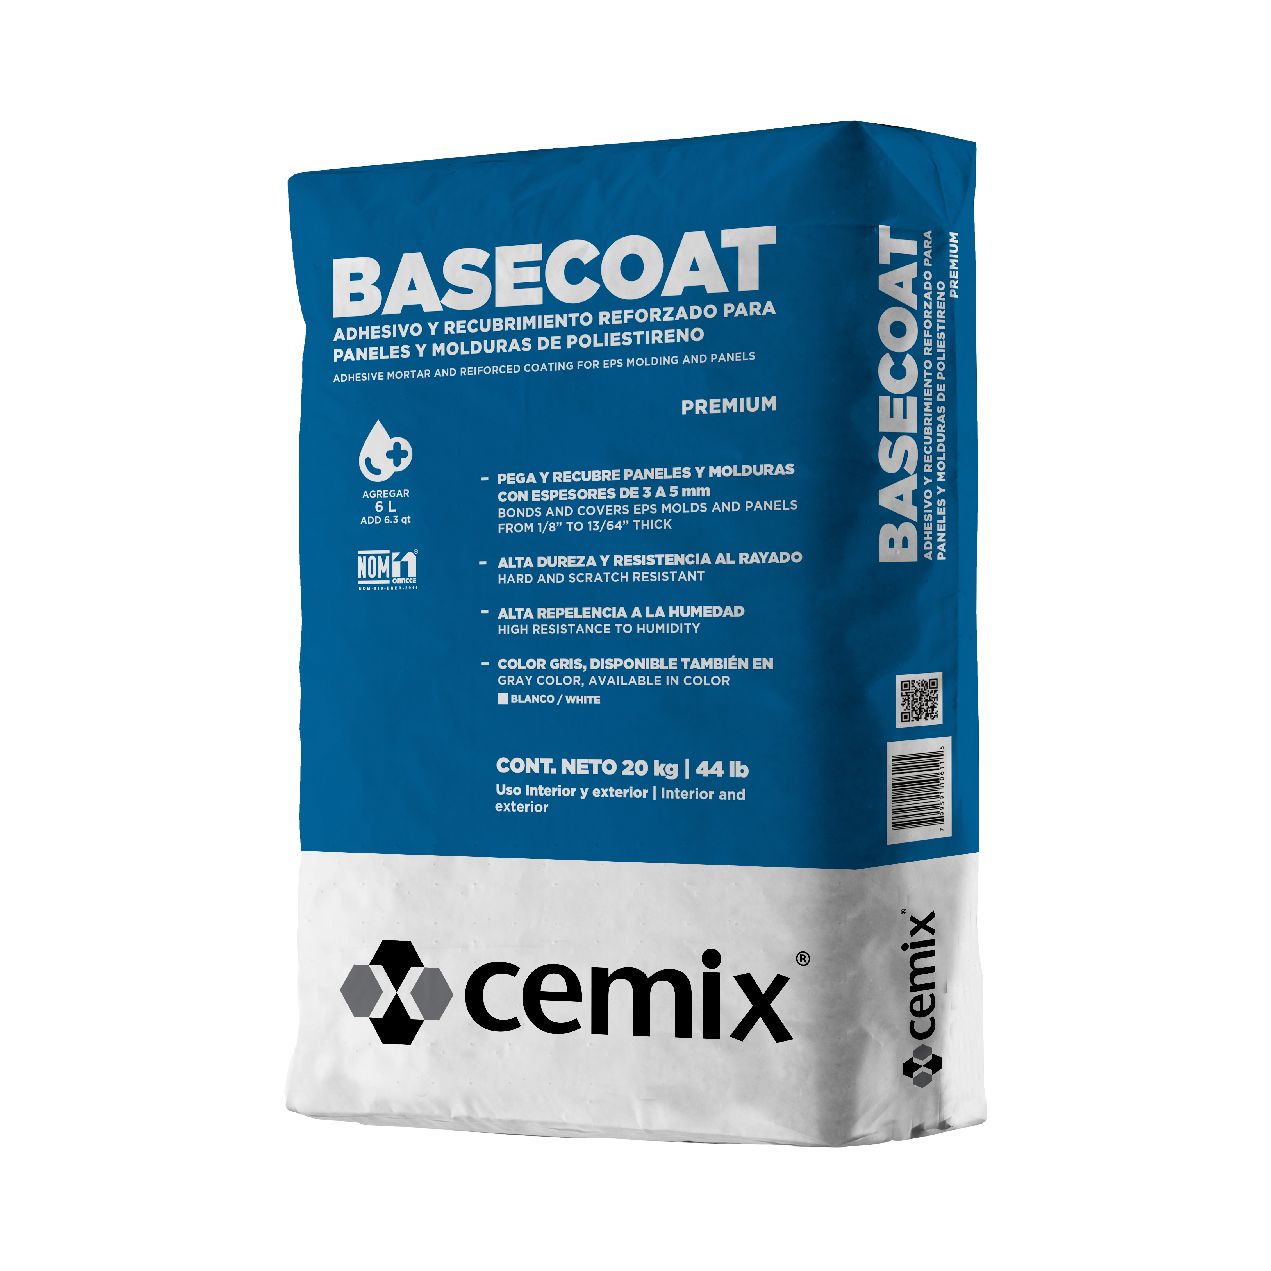 BASECOAT
ADHESIVO Y RECUBRIMIENTO REFORZADO PARA
PANELES Y MOLDURAS DE POLIESTIRENO
ADHESIVE MORTAR AND REIFORCED COATING FOR EPS MOLDING AND PANELS
PREMIUM
AGREGAR
6 L
ADD 6.3 qt
NOM
- PEGA Y RECUBRE PANELES Y MOLDURAS
CON ESPESORES DE 3 A 5 mm
BONDS AND COVERS EPS MOLDS AND PANELS
FROM 1/8” TO 13/64” THICK
- ALTA DUREZA Y RESISTENCIA AL RAYADO
HARD AND SCRATCH RESISTANT
- ALTA REPELENCIA A LA HUMEDAD
HIGH RESISTANCE TO HUMIDITY
- COLOR GRIS, DISPONIBLE TAMBIÉN EN
GRAY COLOR, AVAILABLE IN COLOR
BLANCO / WHITE
CONT. NETO 20 kg | 44 lb
Uso Interior y exterior | Interior and
exterior
cemix®
BASECOAT
ADHESIVO Y RECUBRIMIENTO REFORZADO PARA
PANELES Y MOLDURAS DE POLIESTIRENO
PREMIUM
cemix®